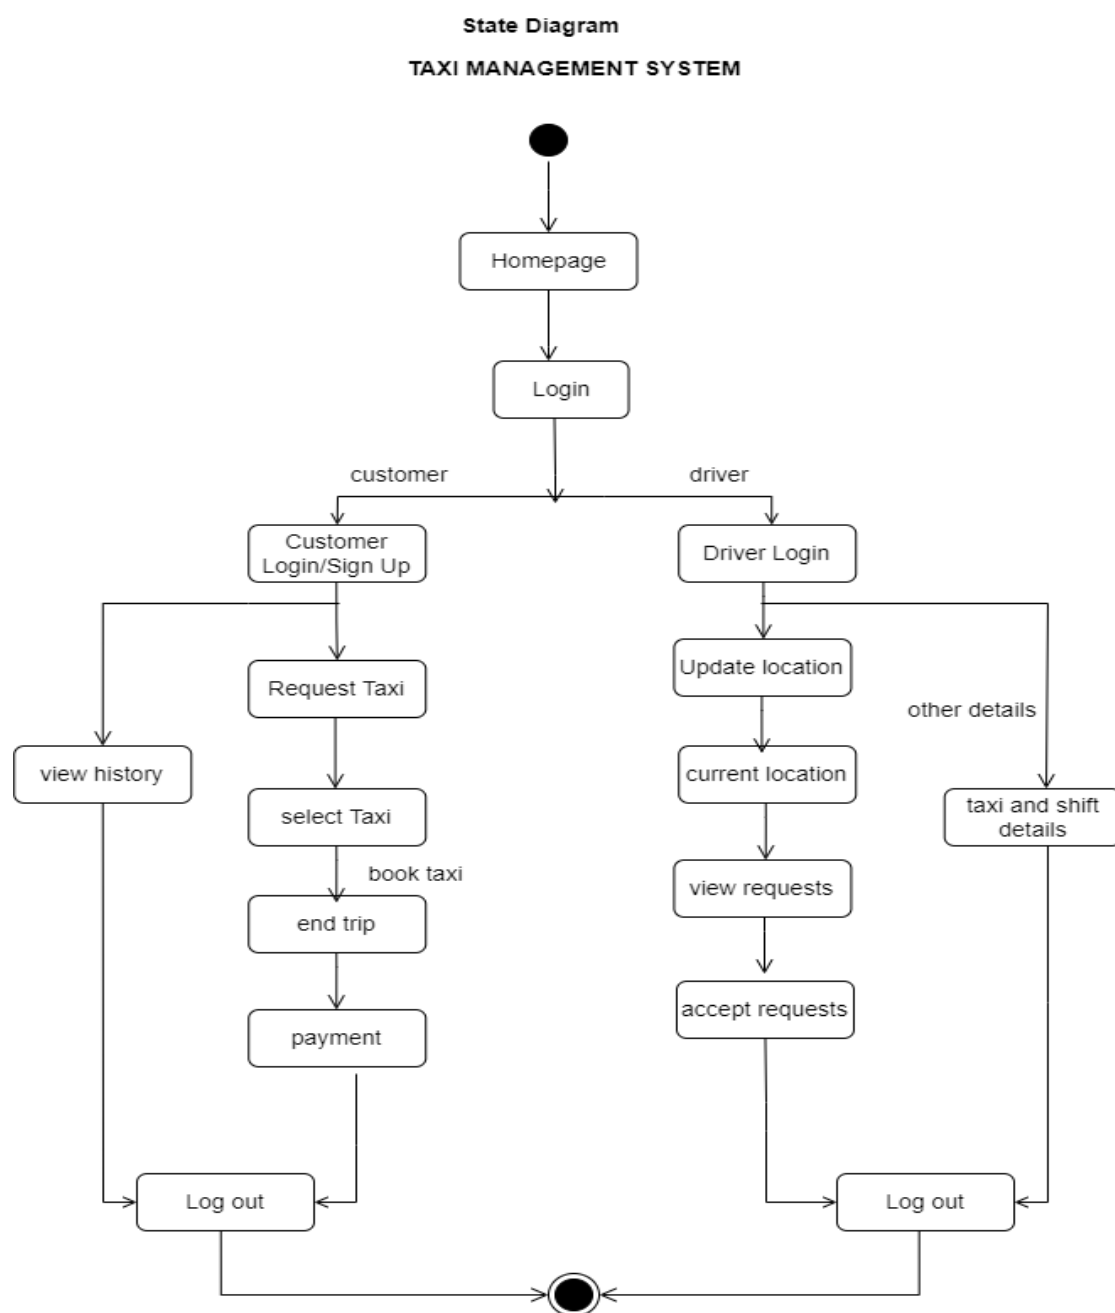 State Diagram
TAXI MANAGEMENT SYSTEM
Homepage
Login
customer
driver
Customer
Login/Sign Up
Driver Login
Request Taxi
Update location
other details
view history
current location
select Taxi
taxi and shift
details
book taxi
view requests
end trip
accept requests
payment
Log out
Log out